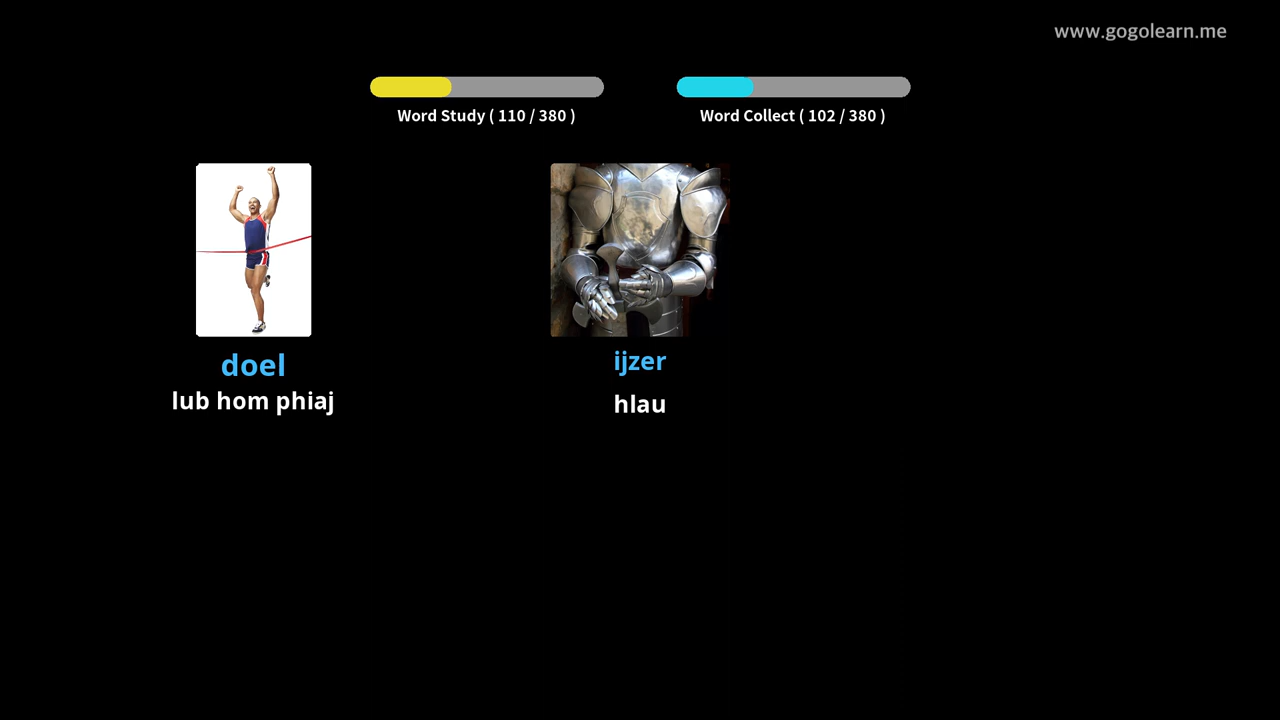 www.gogolearn.me
Word Study ( 110 / 380 )
Word Collect ( 102 / 380 )
doel
lub hom phiaj
ijzer
hlau